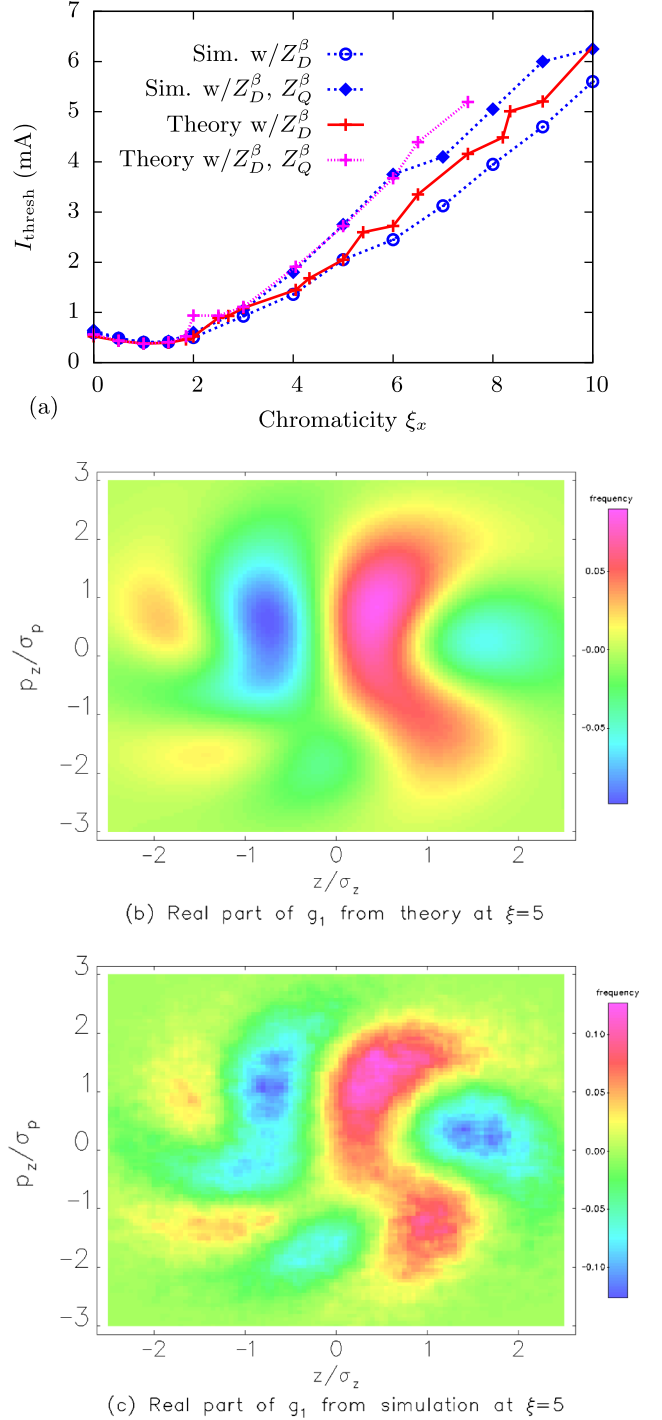 7
6
5
4
3
2
1
0
I_thresh (mA)
Sim. w/Z_D^β
Sim. w/Z_D^β, Z_Q^β
Theory w/Z_D^β
Theory w/Z_D^β, Z_Q^β
0 2 4 6 8 10
(a)
Chromaticity ξ_x
3
2
1
0
−1
−2
−3
p_z/σ_p
frequency
0.05
-0.00
-0.05
−2 −1 0 1 2
z/σ_z
(b) Real part of g_1 from theory at ξ=5
3
2
1
0
−1
−2
−3
p_z/σ_p
frequency
0.10
0.05
0.00
-0.05
-0.10
−2 −1 0 1 2
z/σ_z
(c) Real part of g_1 from simulation at ξ=5